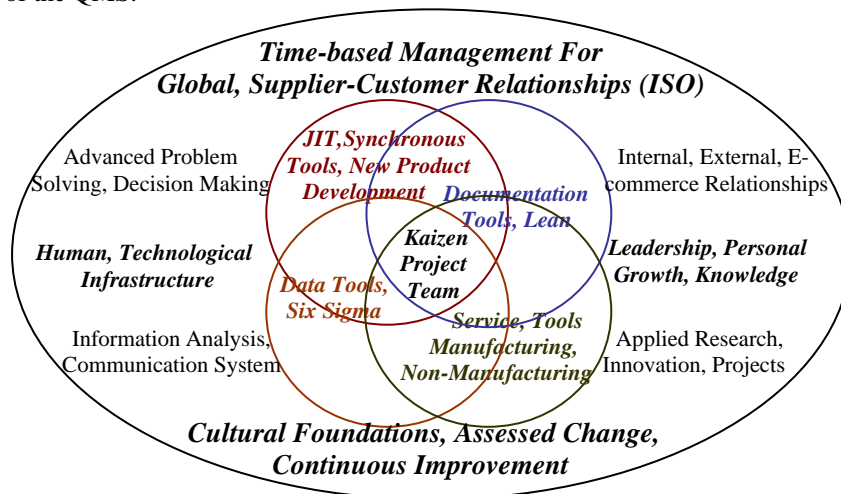 of the QMS.
Time-based Management For
Global, Supplier-Customer Relationships (ISO)
JIT,Synchronous
Tools, New Product
Development
Advanced Problem
Solving, Decision Making
Internal, External, E-
commerce Relationships
Documentation
Tools, Lean
Kaizen
Project
Team
Human, Technological
Infrastructure
Leadership, Personal
Growth, Knowledge
Data Tools,
Six Sigma
Service, Tools
Manufacturing,
Non-Manufacturing
Information Analysis,
Communication System
Applied Research,
Innovation, Projects
Cultural Foundations, Assessed Change,
Continuous Improvement